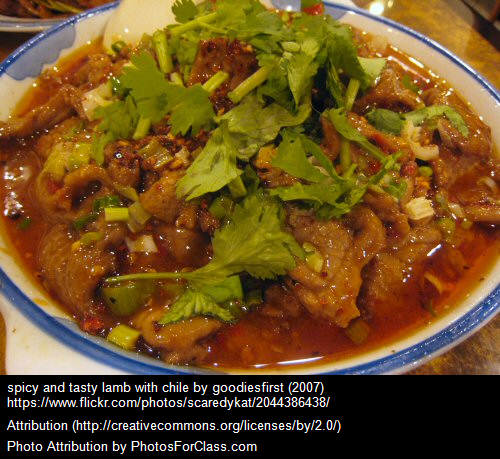 spicy and tasty lamb with chile by goodiesfirst (2007)
https://www.flickr.com/photos/scaredykat/2044386438/
Attribution (http://creativecommons.org/licenses/by/2.0/)
Photo Attribution by PhotosForClass.com